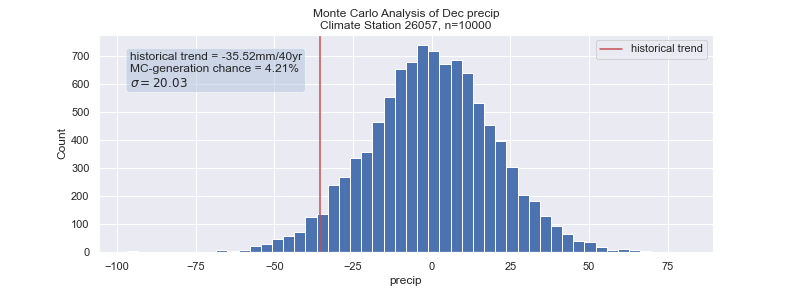 Monte Carlo Analysis of Dec precip
Climate Station 26057, n=10000
historical trend = -35.52mm/40yr
MC-generation chance = 4.21%
σ = 20.03
historical trend
Count
700
600
500
400
300
200
100
0
−100 −75 −50 −25 0 25 50 75
precip